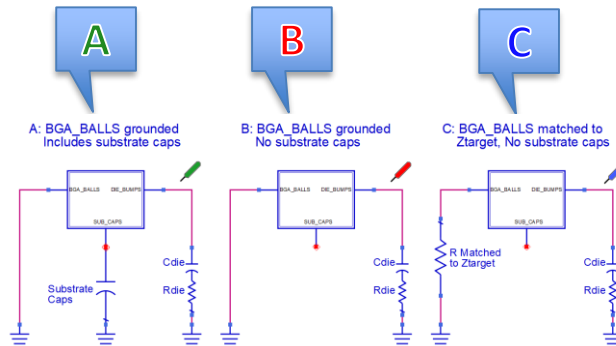 A
B
C
A: BGA_BALLS grounded
Includes substrate caps
B: BGA_BALLS grounded
No substrate caps
C: BGA_BALLS matched to
Ztarget, No substrate caps
BGA_BALLS DIE_BUMPS
SUB_CAPS
BGA_BALLS DIE_BUMPS
SUB_CAPS
BGA_BALLS DIE_BUMPS
SUB_CAPS
Substrate
Caps
Cdie
Rdie
Cdie
Rdie
R Matched
to Ztarget
Cdie
Rdie